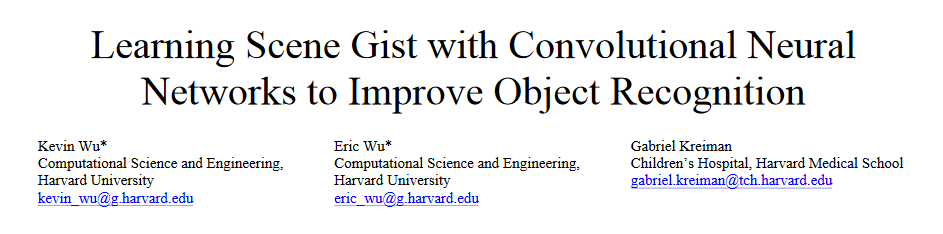 Learning Scene Gist with Convolutional Neural
Networks to Improve Object Recognition
Kevin Wu*
Computational Science and Engineering,
Harvard University
kevin_wu@g.harvard.edu
Eric Wu*
Computational Science and Engineering,
Harvard University
eric_wu@g.harvard.edu
Gabriel Kreiman
Children's Hospital, Harvard Medical School
gabriel.kreiman@tch.harvard.edu